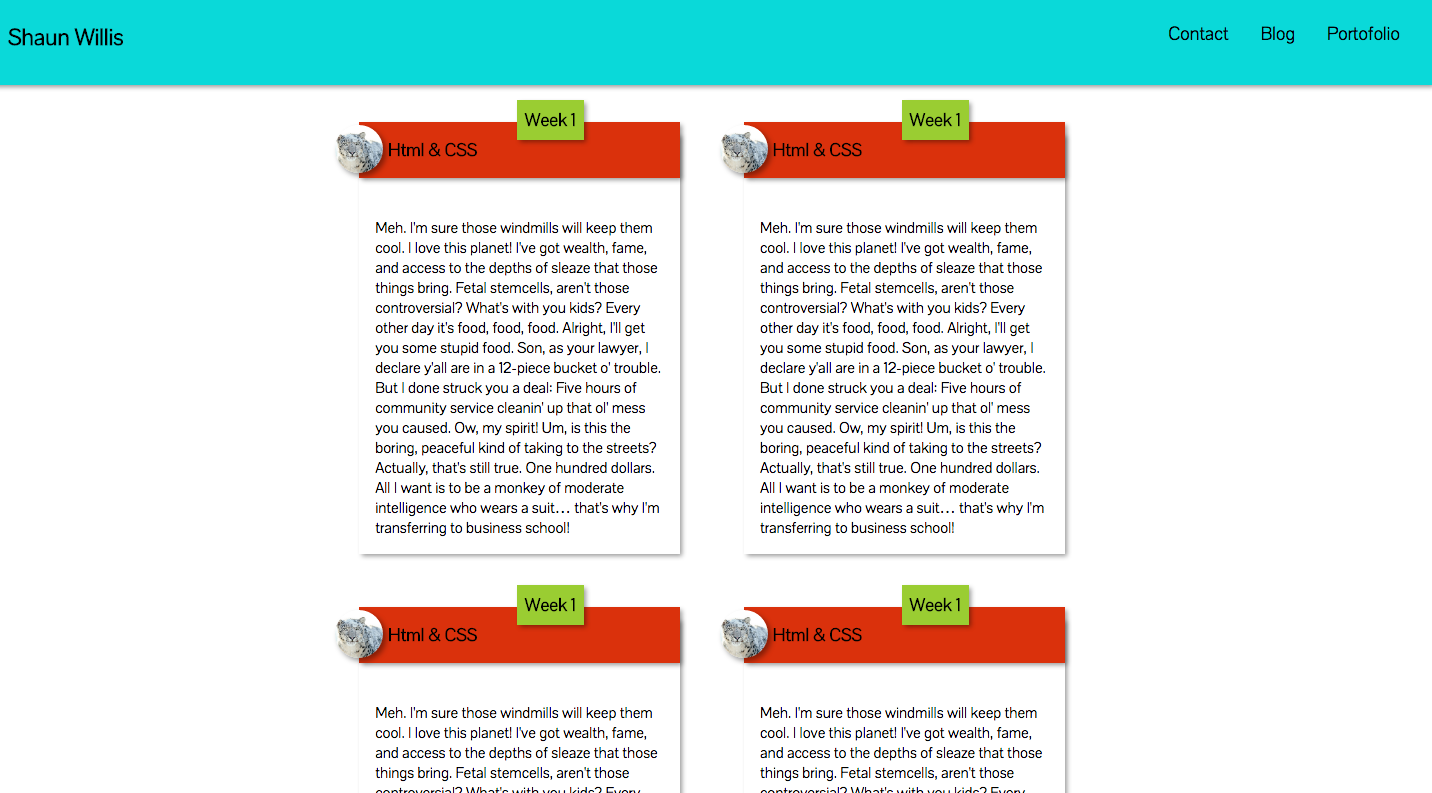 Shaun Willis
Contact Blog Portofolio
Week 1
Html & CSS
Meh. I'm sure those windmills will keep them
cool. I love this planet! I've got wealth, fame,
and access to the depths of sleaze that those
things bring. Fetal stemcells, aren't those
controversial? What's with you kids? Every
other day it's food, food, food. Alright, I'll get
you some stupid food. Son, as your lawyer, I
declare y'all are in a 12-piece bucket o' trouble.
But I done struck you a deal: Five hours of
community service cleanin' up that ol' mess
you caused. Ow, my spirit! Um, is this the
boring, peaceful kind of taking to the streets?
Actually, that's still true. One hundred dollars.
All I want is to be a monkey of moderate
intelligence who wears a suit… that's why I'm
transferring to business school!
Week 1
Html & CSS
Meh. I'm sure those windmills will keep them
cool. I love this planet! I've got wealth, fame,
and access to the depths of sleaze that those
things bring. Fetal stemcells, aren't those
controversial? What's with you kids? Every
other day it's food, food, food. Alright, I'll get
you some stupid food. Son, as your lawyer, I
declare y'all are in a 12-piece bucket o' trouble.
But I done struck you a deal: Five hours of
community service cleanin' up that ol' mess
you caused. Ow, my spirit! Um, is this the
boring, peaceful kind of taking to the streets?
Actually, that's still true. One hundred dollars.
All I want is to be a monkey of moderate
intelligence who wears a suit… that's why I'm
transferring to business school!
Week 1
Html & CSS
Meh. I'm sure those windmills will keep them
cool. I love this planet! I've got wealth, fame,
and access to the depths of sleaze that those
things bring. Fetal stemcells, aren't those
controversial? What's with you kids? Every
Week 1
Html & CSS
Meh. I'm sure those windmills will keep them
cool. I love this planet! I've got wealth, fame,
and access to the depths of sleaze that those
things bring. Fetal stemcells, aren't those
controversial? What's with you kids? Every